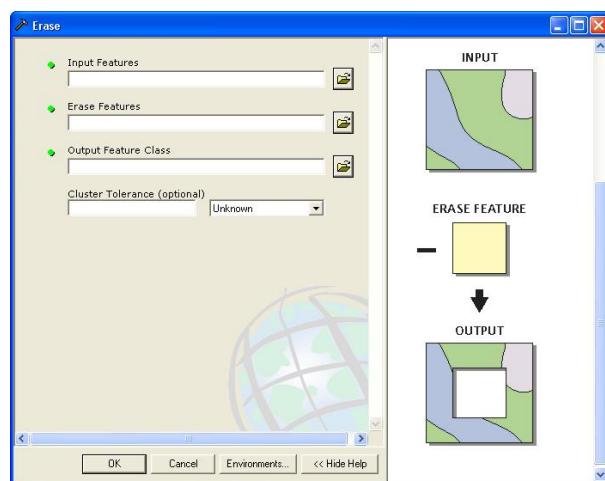 Erase
Input Features
Erase Features
Output Feature Class
Cluster Tolerance (optional)
Unknown
OK
Cancel
Environments...
<< Hide Help
INPUT
ERASE FEATURE
OUTPUT